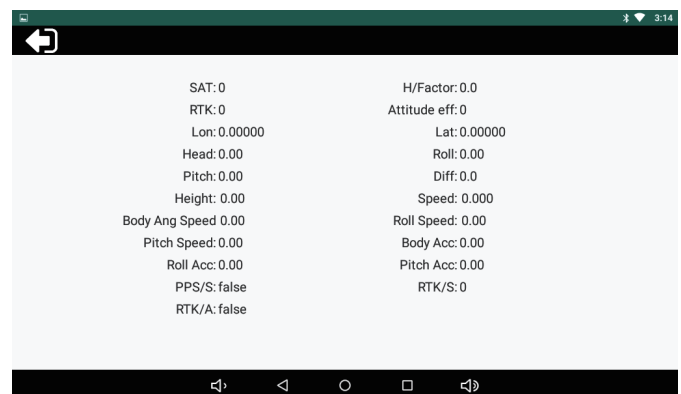 3:14
SAT: 0 H/Factor: 0.0
RTK: 0 Attitude eff: 0
Lon: 0.00000 Lat: 0.00000
Head: 0.00 Roll: 0.00
Pitch: 0.00 Diff: 0.0
Height: 0.00 Speed: 0.000
Body Ang Speed 0.00 Roll Speed: 0.00
Pitch Speed: 0.00 Body Acc: 0.00
Roll Acc: 0.00 Pitch Acc: 0.00
PPS/S: false RTK/S: 0
RTK/A: false